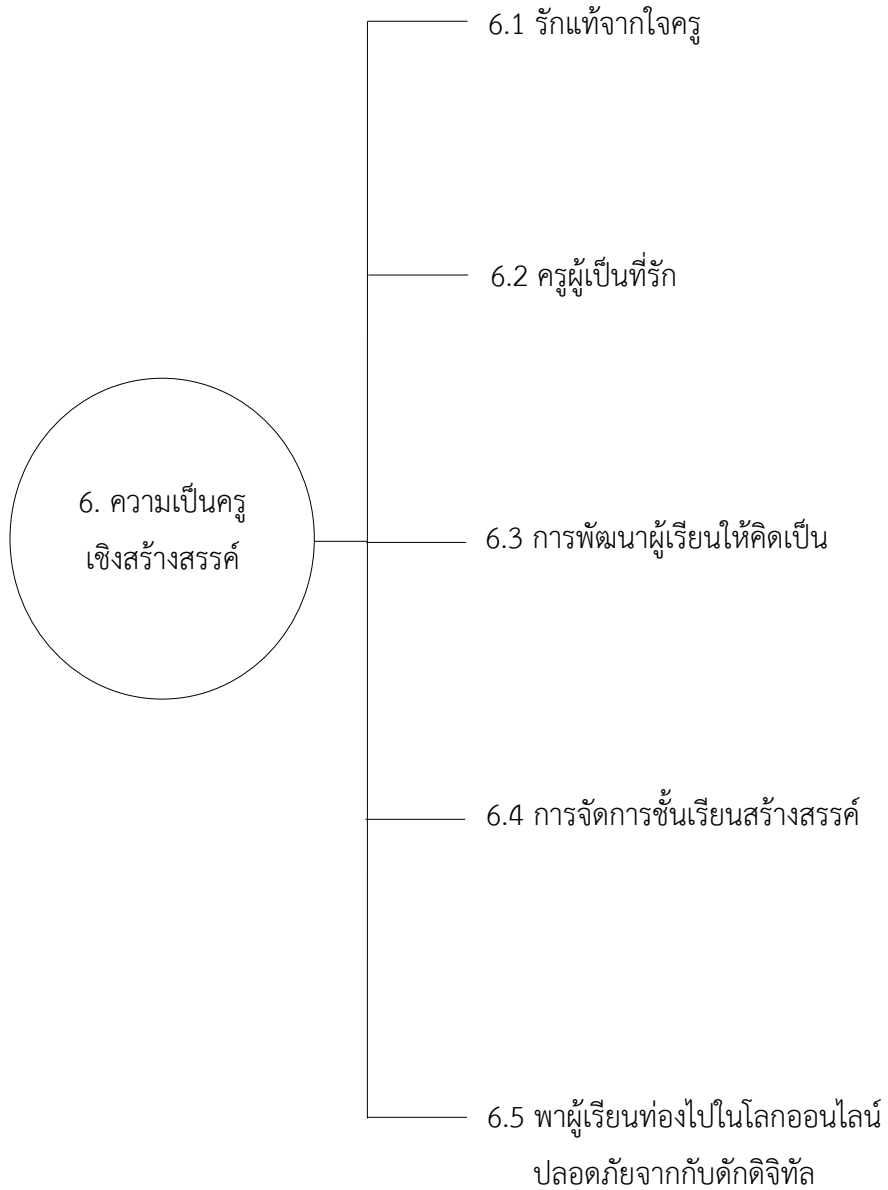 6.1 รักแท้จากใจครู
6.2 ครูผู้เป็นที่รัก
6. ความเป็นครู
เชิงสร้างสรรค์
6.3 การพัฒนาผู้เรียนให้คิดเป็น
6.4 การจัดการชั้นเรียนสร้างสรรค์
6.5 พาผู้เรียนท่องไปในโลกออนไลน์
ปลอดภัยจากกับดักดิจิทัล